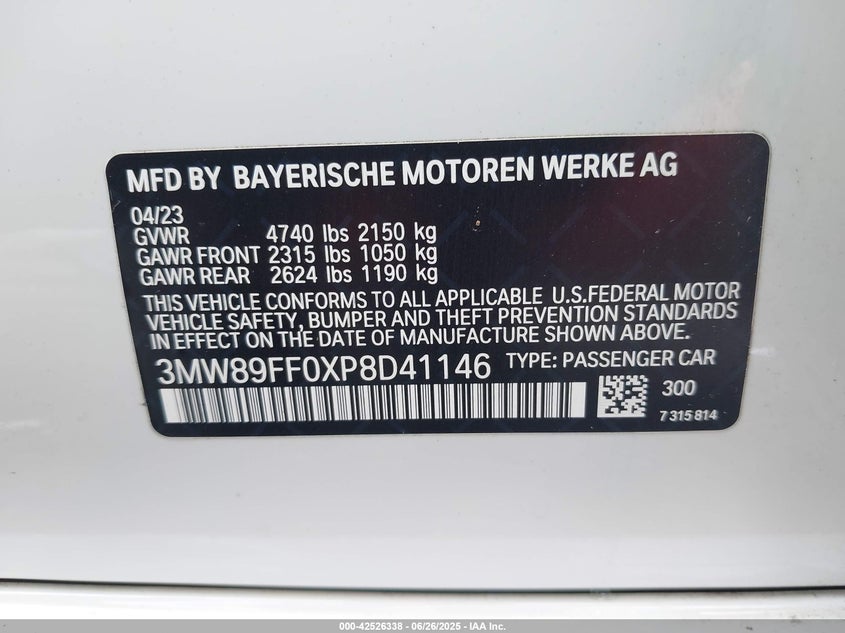 MFD BY BAYERISCHE MOTOREN WERKE AG
04/23
GVWR 4740 lbs 2150 kg
GAWR FRONT 2315 lbs 1050 kg
GAWR REAR 2624 lbs 1190 kg
THIS VEHICLE CONFORMS TO ALL APPLICABLE U.S.FEDERAL MOTOR
VEHICLE SAFETY, BUMPER AND THEFT PREVENTION STANDARDS
IN EFFECT ON THE DATE OF MANUFACTURE SHOWN ABOVE.
3MW89FF0XP8D41146 TYPE: PASSENGER CAR
300
7315814
000-42526338 - 06/26/2025 - IAA Inc.